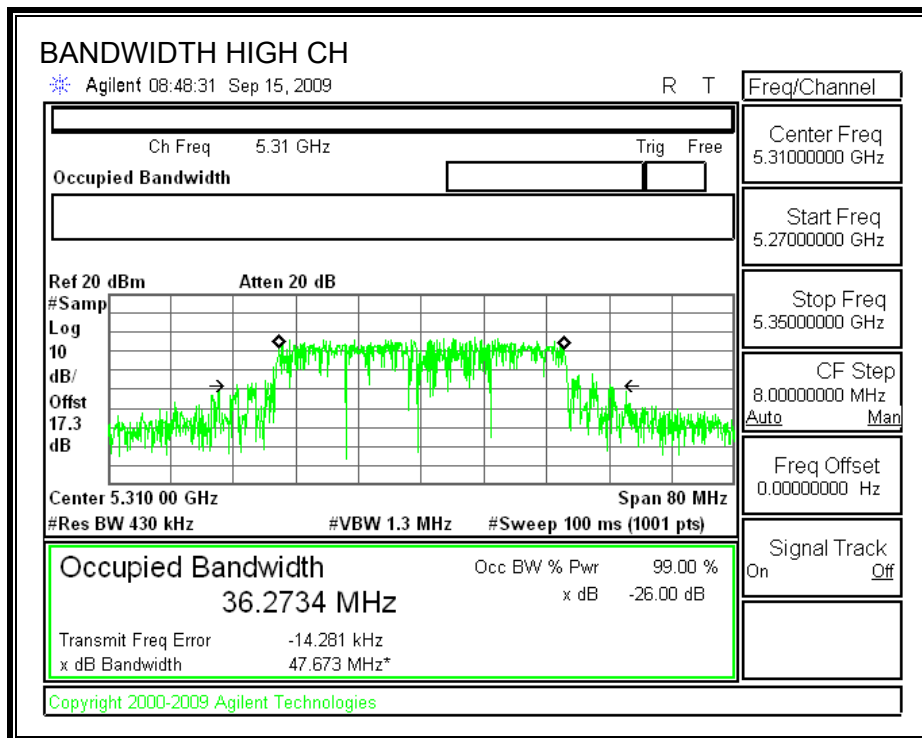 BANDWIDTH HIGH CH
Agilent 08:48:31 Sep 15, 2009 R T
Freq/Channel
Ch Freq 5.31 GHz Trig Free
Occupied Bandwidth
Center Freq
5.31000000 GHz
Start Freq
5.27000000 GHz
Stop Freq
5.35000000 GHz
CF Step
8.00000000 MHz
Auto Man
Freq Offset
0.00000000 Hz
Signal Track
On Off
Ref 20 dBm Atten 20 dB
#Samp
Log
10
dB/
Offst
17.3
dB
Center 5.310 00 GHz Span 80 MHz
#Res BW 430 kHz #VBW 1.3 MHz #Sweep 100 ms (1001 pts)
Occupied Bandwidth Occ BW % Pwr 99.00 %
36.2734 MHz x dB -26.00 dB
Transmit Freq Error -14.281 kHz
x dB Bandwidth 47.673 MHz*
Copyright 2000-2009 Agilent Technologies